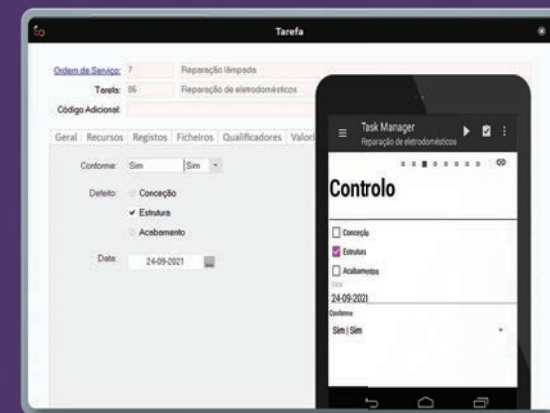 Tarefa
Ordem de Serviço: 7 Reparação lâmpada
Tarefa: 86 Reparação de eletrodomésticos
Código Adicional:
Geral Recursos Registos Ficheiros Qualificadores Valori
Conforme: Sim Sim
Defeito: Conceção
Estrutura
Acabamento
Data: 24-09-2021 ...
Task Manager
Reparação de eletrodomésticos
Controlo
Conceção
Estrutura
Acabamentos
Data
24-09-2021
Conforme
Sim | Sim